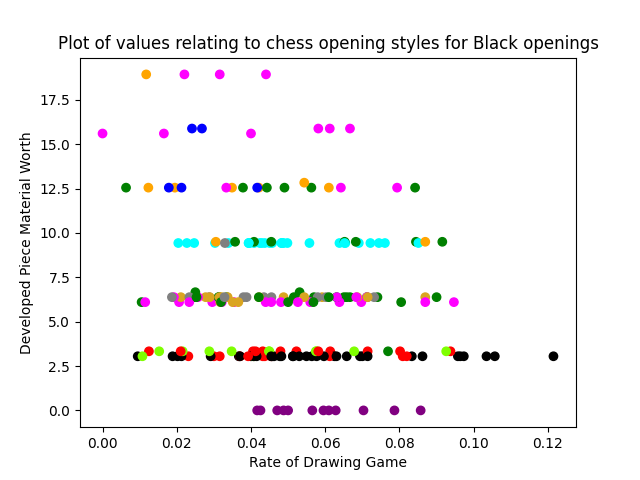 Plot of values relating to chess opening styles for Black openings
Developed Piece Material Worth
17.5
15.0
12.5
10.0
7.5
5.0
2.5
0.0
0.00 0.02 0.04 0.06 0.08 0.10 0.12
Rate of Drawing Game